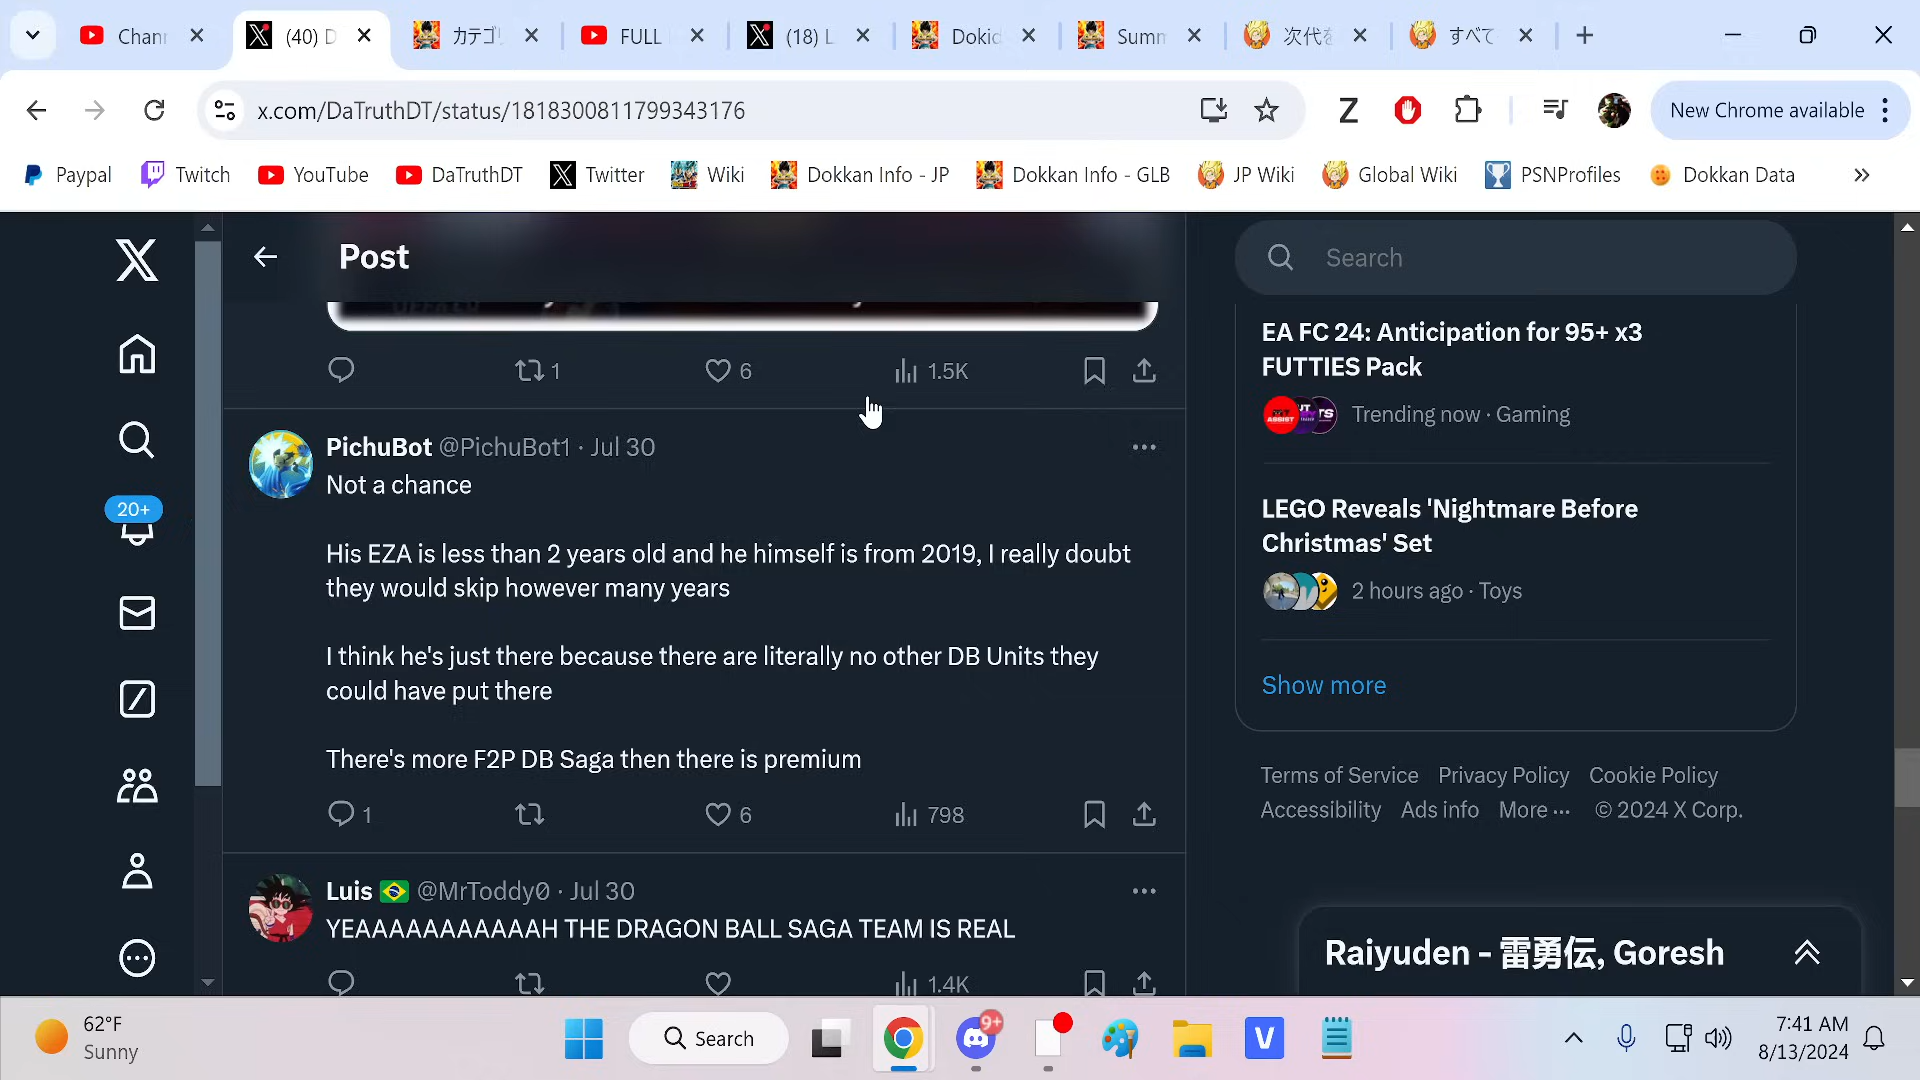 Chanr
(40) D
カテゴ
FULL
(18) L
Dokid
Summ
次代を
すべて
x.com/DaTruthDT/status/1818300811799343176
Z
New Chrome available
Paypal
Twitch
YouTube
DaTruthDT
Twitter
Wiki
Dokkan Info - JP
Dokkan Info - GLB
JP Wiki
Global Wiki
PSNProfiles
Dokkan Data
Post
Search
1
6
1.5K
EA FC 24: Anticipation for 95+ x3
FUTTIES Pack
Trending now · Gaming
PichuBot @PichuBot1 · Jul 30
Not a chance
His EZA is less than 2 years old and he himself is from 2019, I really doubt
they would skip however many years
I think he's just there because there are literally no other DB Units they
could have put there
There's more F2P DB Saga then there is premium
1
6
798
20+
LEGO Reveals 'Nightmare Before
Christmas' Set
2 hours ago · Toys
Show more
Terms of Service Privacy Policy Cookie Policy
Accessibility Ads info More ··· © 2024 X Corp.
Luis @MrToddy0 · Jul 30
YEAAAAAAAAAAAH THE DRAGON BALL SAGA TEAM IS REAL
1.4K
Raiyuden - 雷勇伝, Goresh
62°F
Sunny
Search
9+
V
7:41 AM
8/13/2024